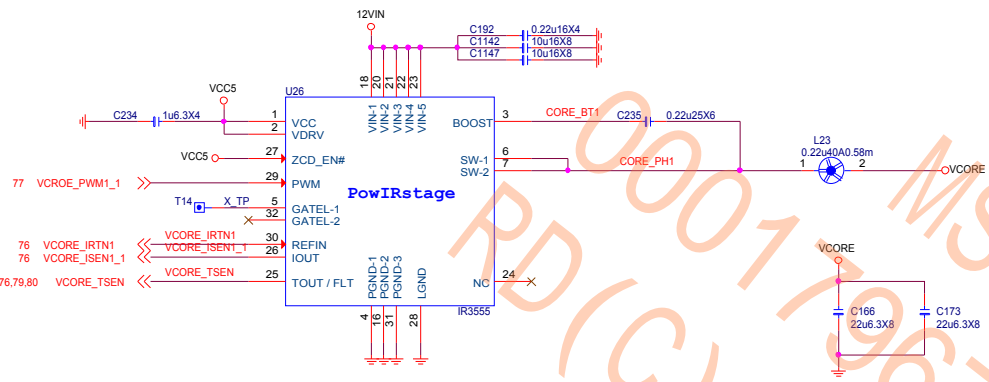 12VIN
C192 0.22u16X4
C1142 10u16X8
C1147 10u16X8
18 20 21 22 23
VCC5
U26
C234 1u6.3X4
1 VCC
2 VDRV
VIN-1 VIN-2 VIN-3 VIN-4 VIN-5
BOOST 3 CORE_BT1 C235 0.22u25X6
VCC5 27 ZCD_EN#
SW-1 6
SW-2 7 CORE_PH1
L23
0.22u40A0.58m
1 2 VCORE
77 VCROE_PWM1_1 29 PWM
PowIRstage
T14 X_TP 5 GATEL-1
32 GATEL-2
76 VCORE_IRTN1 VCORE_IRTN1 30 REFIN
76 VCORE_ISEN1_1 VCORE_ISEN1_1 26 IOUT
76,79,80 VCORE_TSEN VCORE_TSEN 25 TOUT / FLT
PGND-1 PGND-2 PGND-3 LGND
NC 24
4 16 31 28
IR3555
VCORE
C166
22u6.3X8
C173
22u6.3X8
RD(C)